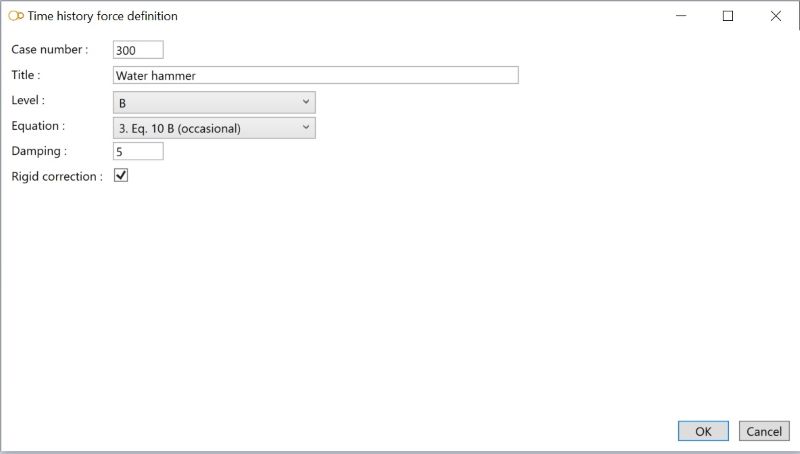 Time history force definition
Case number : 300
Title : Water hammer
Level : B
Equation : 3. Eq. 10 B (occasional)
Damping : 5
Rigid correction :
OK Cancel